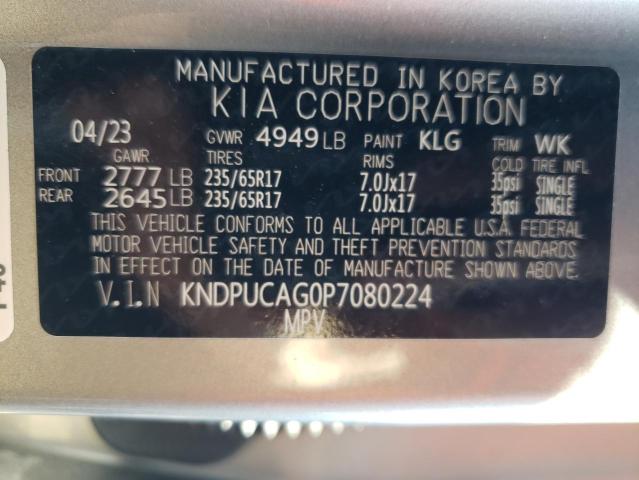 MANUFACTURED IN KOREA BY
KIA CORPORATION
04/23 GVWR 4949 LB PAINT KLG TRIM WK
GAWR TIRES RIMS COLD TIRE INFL
FRONT 2777 LB 235/65R17 7.0Jx17 35psi SINGLE
REAR 2645 LB 235/65R17 7.0Jx17 35psi SINGLE
THIS VEHICLE CONFORMS TO ALL APPLICABLE U.S.A. FEDERAL
MOTOR VEHICLE SAFETY AND THEFT PREVENTION STANDARDS
IN EFFECT ON THE DATE OF MANUFACTURE SHOWN ABOVE.
V.I.N KNDPUCAG0P7080224
MPV